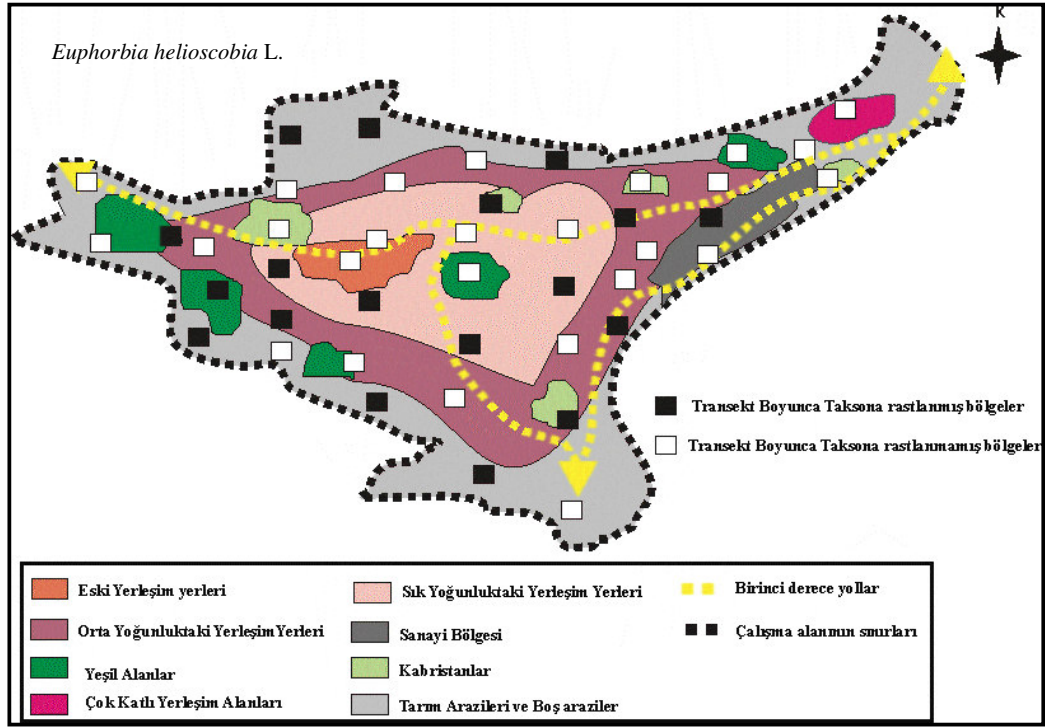 K
Euphorbia helioscobia L.
Transekt Boyunca Taksona rastlanmış bölgeler
Transekt Boyunca Taksona rastlanmamış bölgeler
Eski Yerleşim yerleri
Sık Yoğunluktaki Yerleşim Yerleri
Birinci derece yollar
Orta Yoğunluktaki Yerleşim Yerleri
Sanayi Bölgesi
Çalışma alanının sınırları
Yeşil Alanlar
Kabristanlar
Çok Katlı Yerleşim Alanları
Tarım Arazileri ve Boş araziler